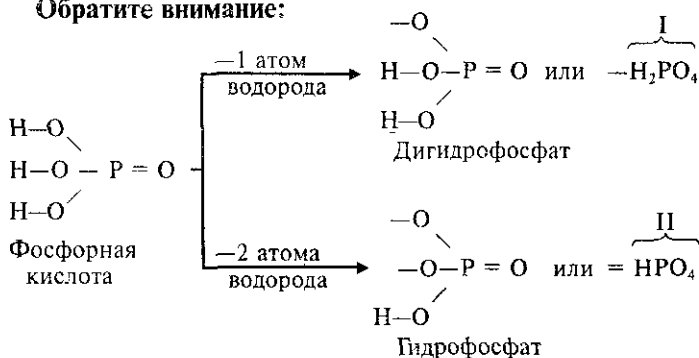 Обратите внимание:
I
—O
—1 атом
водорода
H—O—P = O или —H₂PO₄
H—O
H—O
Дигидрофосфат
H—O — P = O
H—O
—O
II
Фосфорная
кислота
—2 атома
водорода
—O—P = O или = HPO₄
H—O
Гидрофосфат